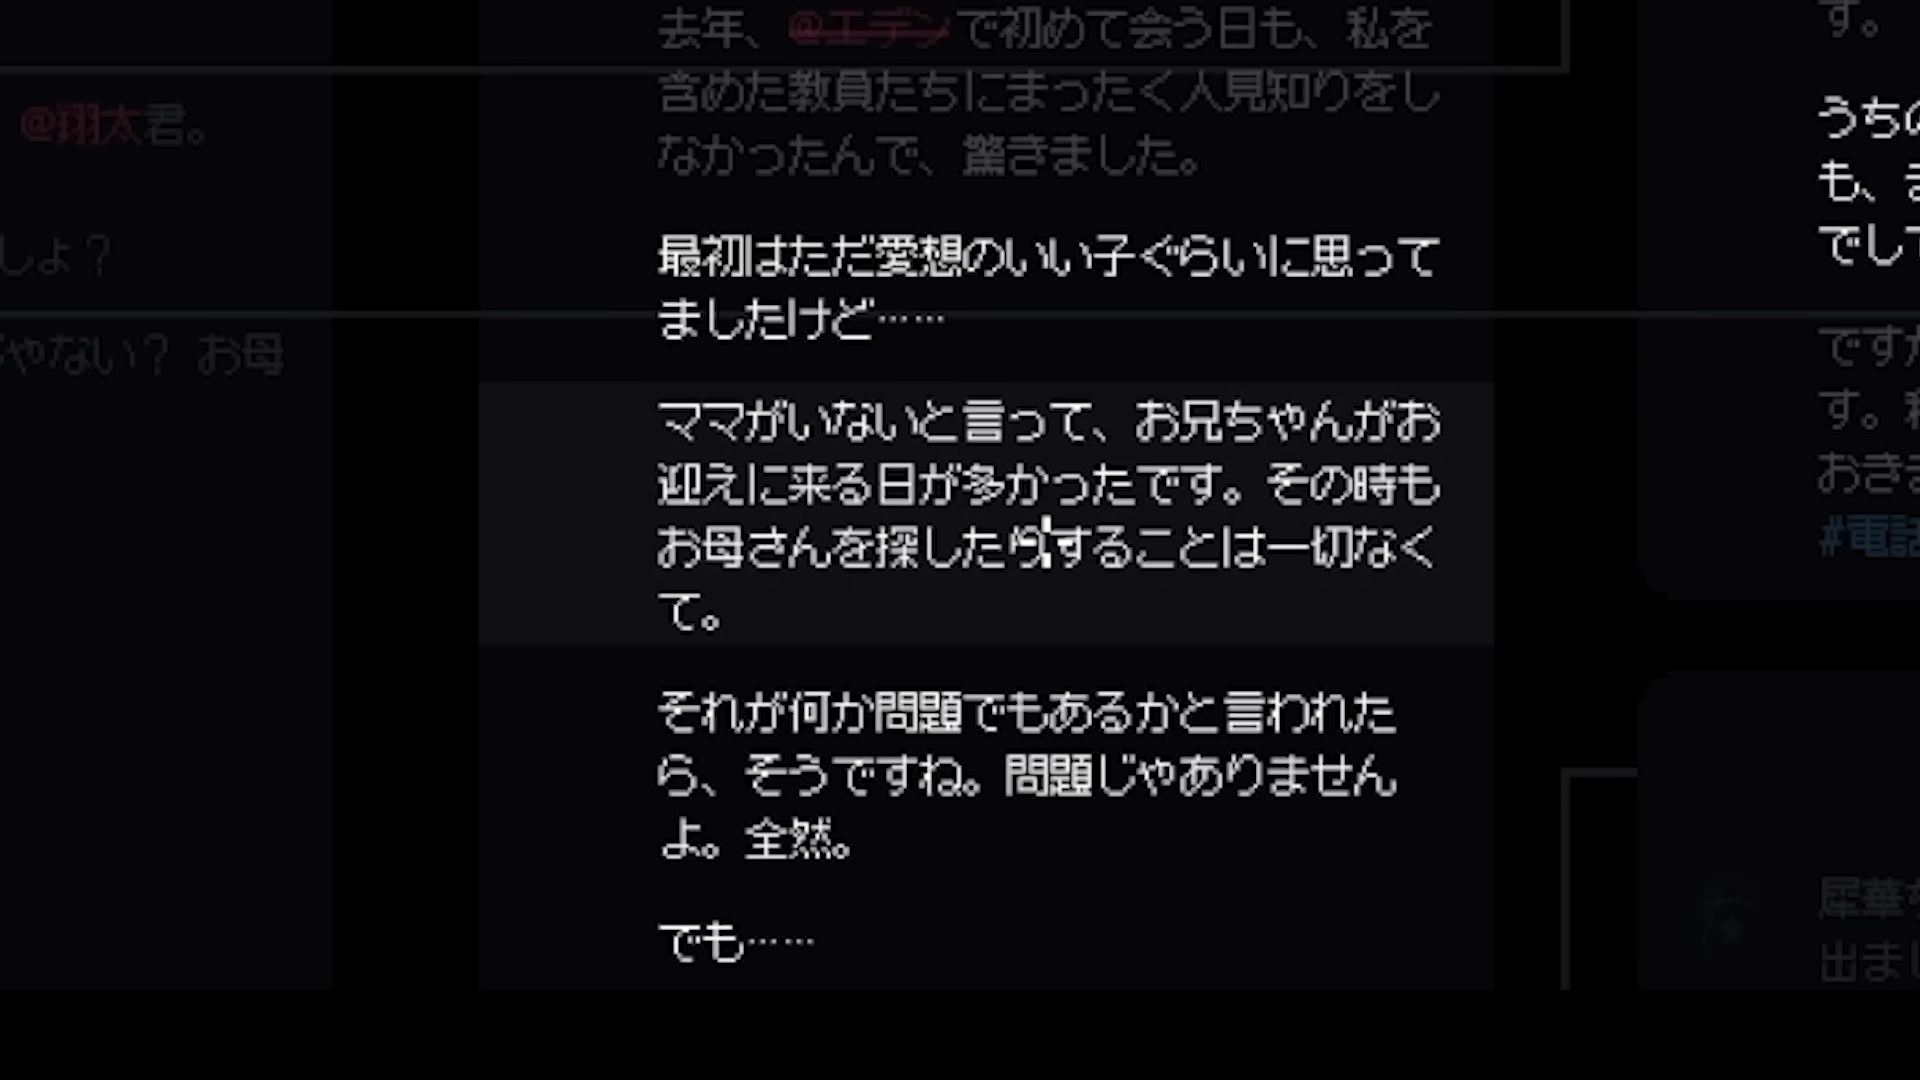 @翔太君。
しょ？
ゃない？ お母
去年、@エデンで初めて会う日も、私を
含めた教員たちにまったく人見知りをし
なかったんで、驚きました。
最初はただ愛想のいい子ぐらいに思って
ましたけど……
ママがいないと言って、お兄ちゃんがお
迎えに来る日が多かったです。その時も
お母さんを探したりすることは一切なく
て。
それが何か問題でもあるかと言われた
ら、そうですね。問題じゃありません
よ。全然。
でも……
す。
うちの
も、ま
でして
ですか
す。私
おきま
#電話
犀華ち
出まし